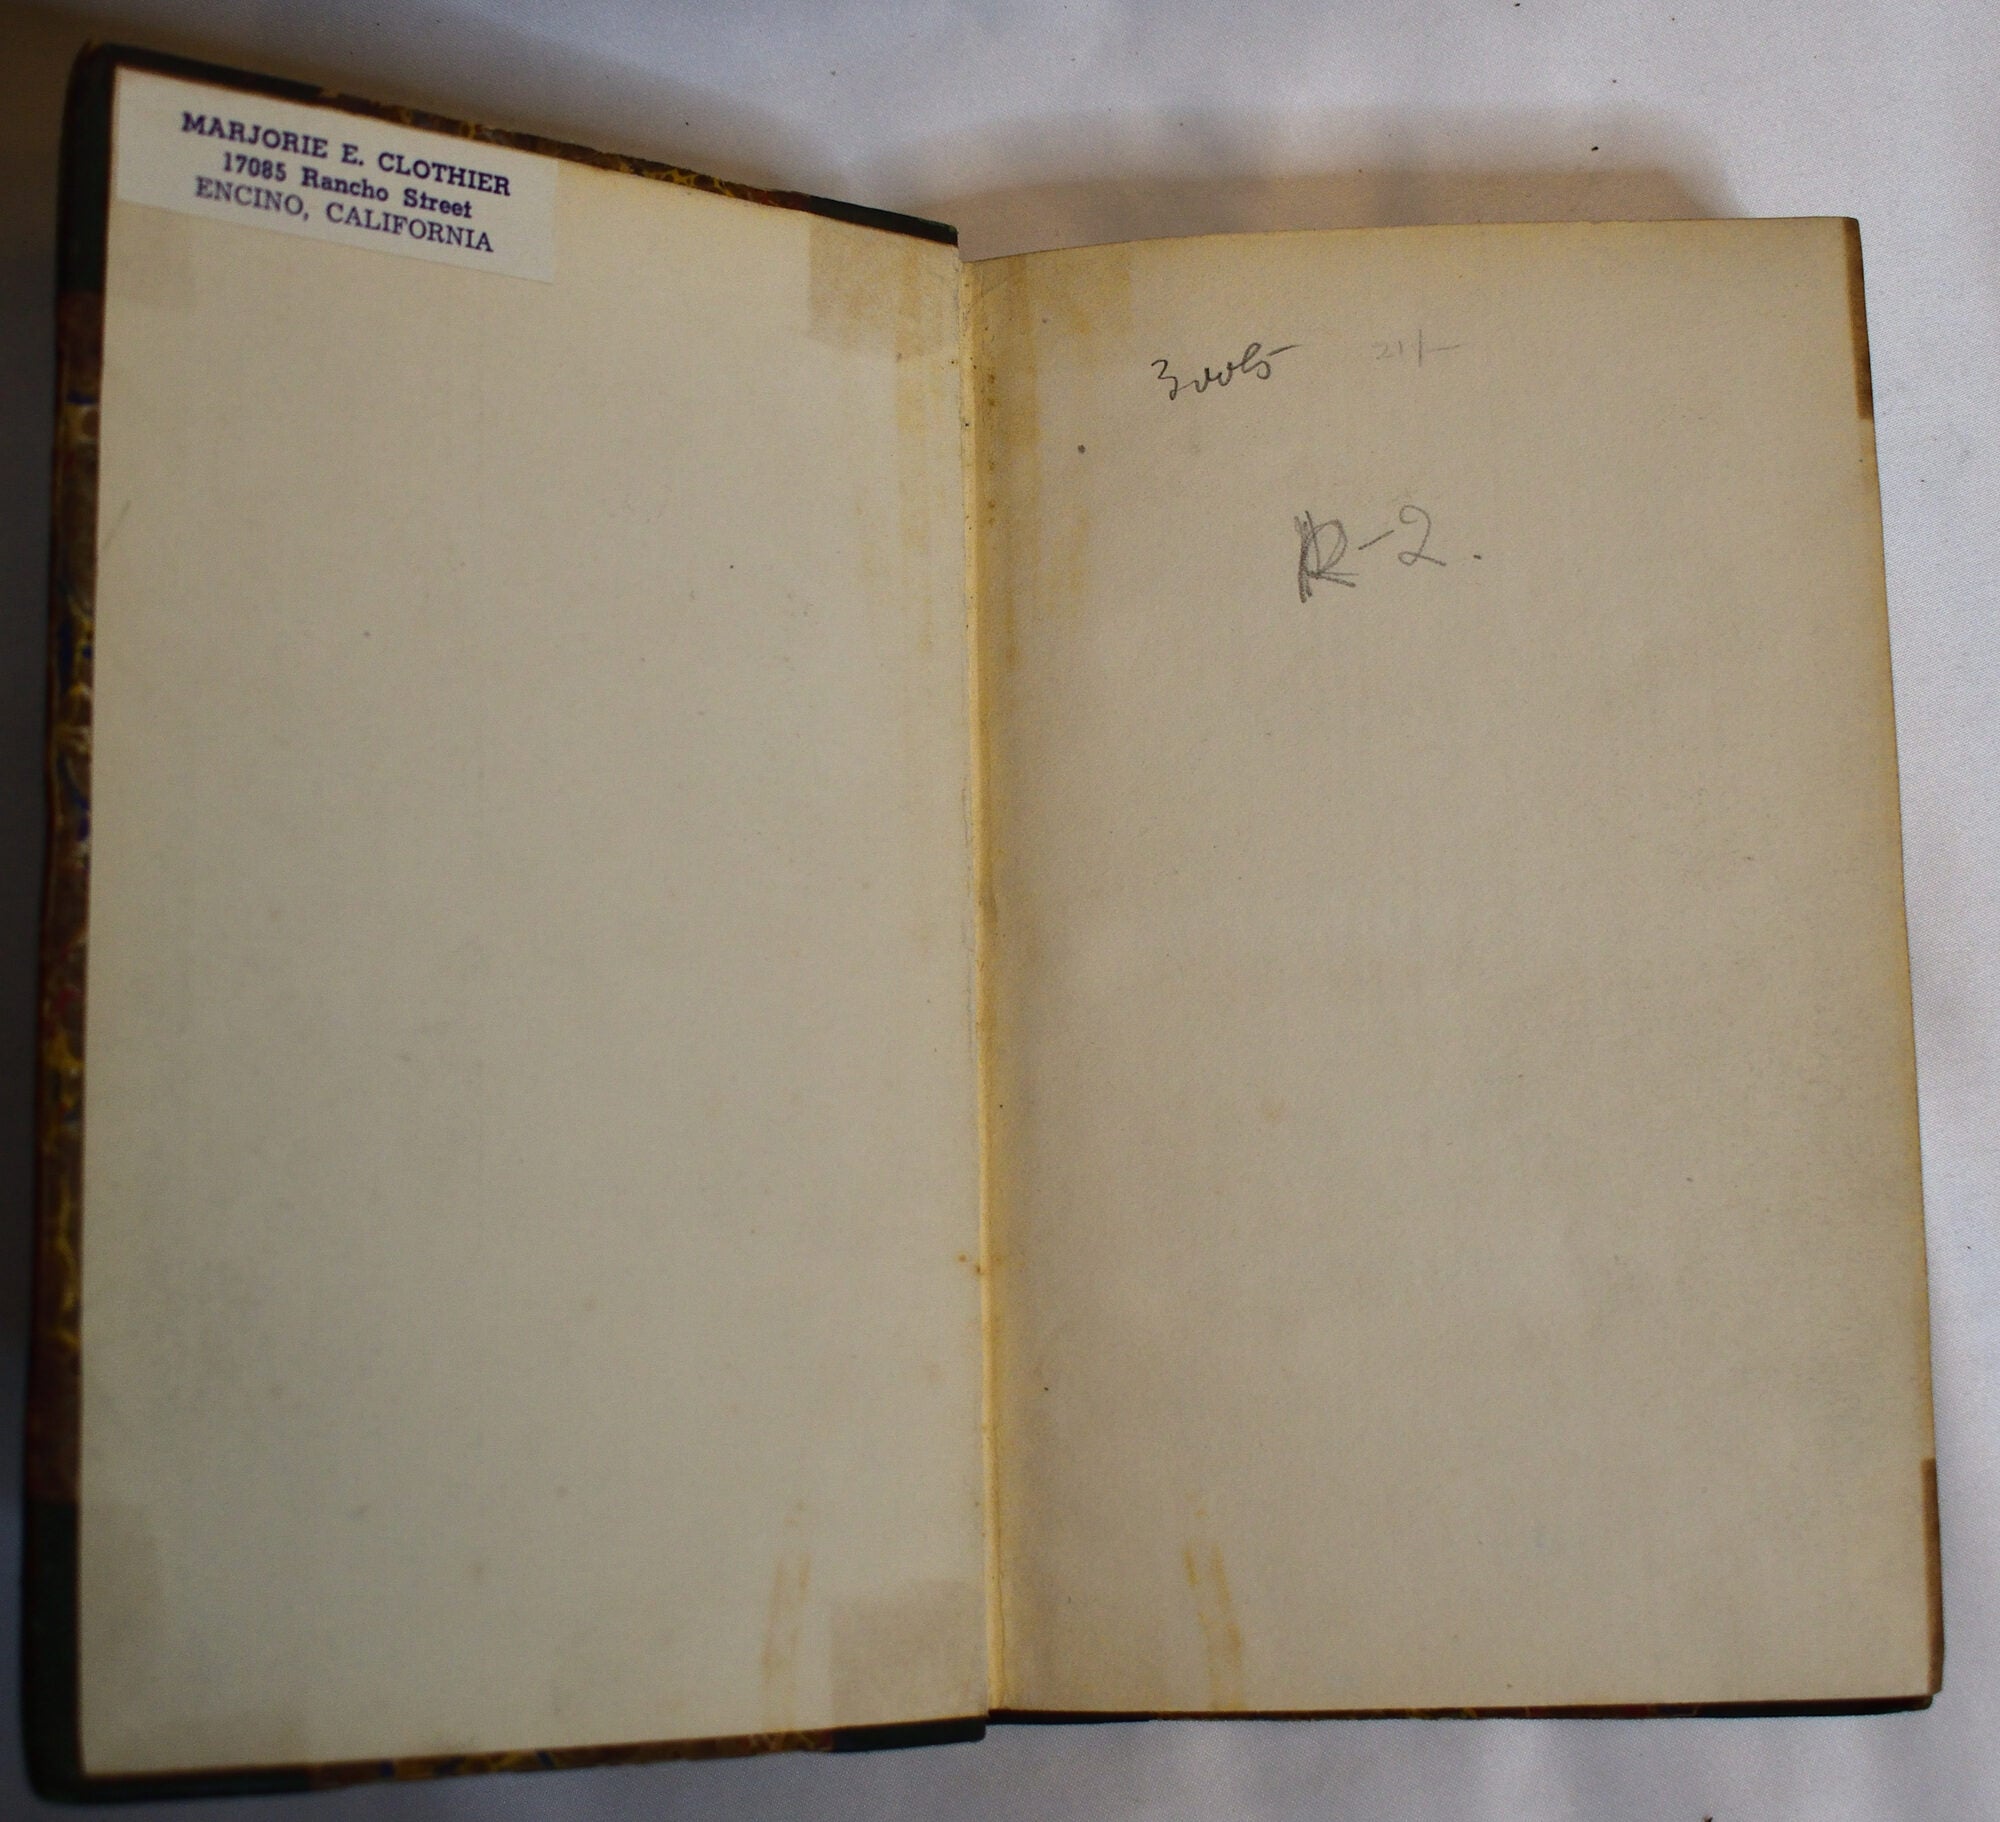 MARJORIE E. CLOTHIER
17085 Rancho Street
ENCINO, CALIFORNIA
3 vols 21/-
R-2.